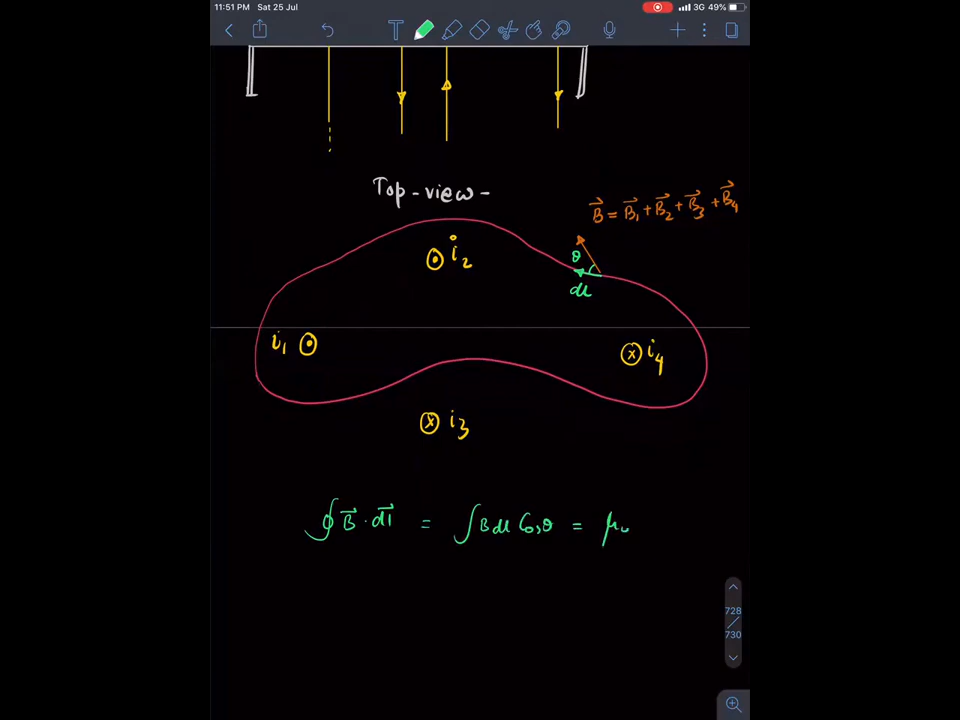 11:51 PM Sat 25 Jul 3G 49%
T
Top-view-
B⃗ = B⃗1 + B⃗2 + B⃗3 + B⃗4
i2
θ
dl
i1
i4
i3
∮ B⃗ · dl⃗ = ∫ B dl Cosθ = μ0
728
730